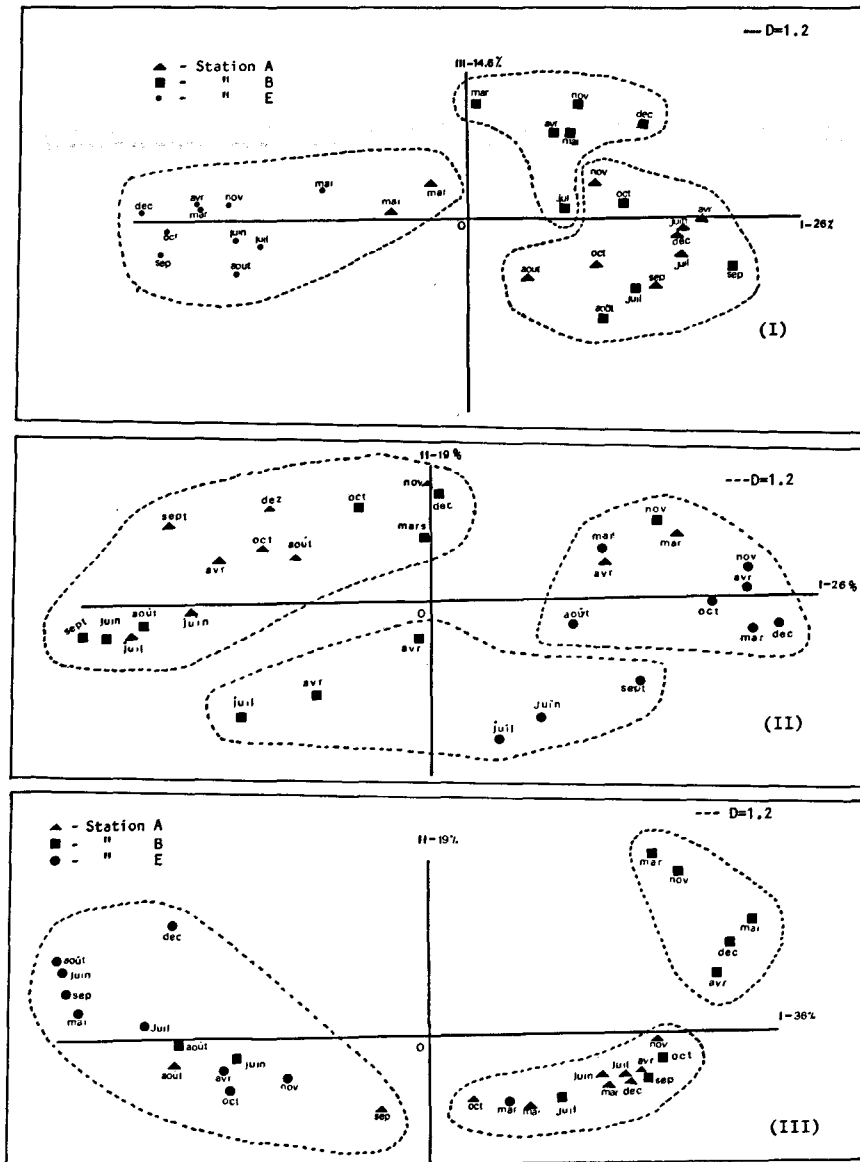 --- D=1.2
III-14.6%
▲ - Station A
■ - " B
● - " E
mar nov dec
avr mai
mai mar
nov oct avr
dec avr nov
mar
jul
juin
I-26%
O
oct juin juil
dec
juil
sep aout
aout oct sep sep
août juil
(I)
II-19%
---D=1.2
sept dez oct nov dec
nov
mar mar
mars
avr oct août
avr
nov
avr
I-26%
O
sept juin août juin
juil
août oct mar dec
avr
juil avr
juil Juin sept
(II)
▲ - Station A
■ - " B
● - " E
II-19%
---- D=1.2
mar nov
dec
mai
dec
avr
août
juin
sep
mai
Juil
I-36%
O
août juin
août avr nov
oct
sep
nov
oct
juin Juil avr
mar dec sep
oct mar mai Juil
(III)